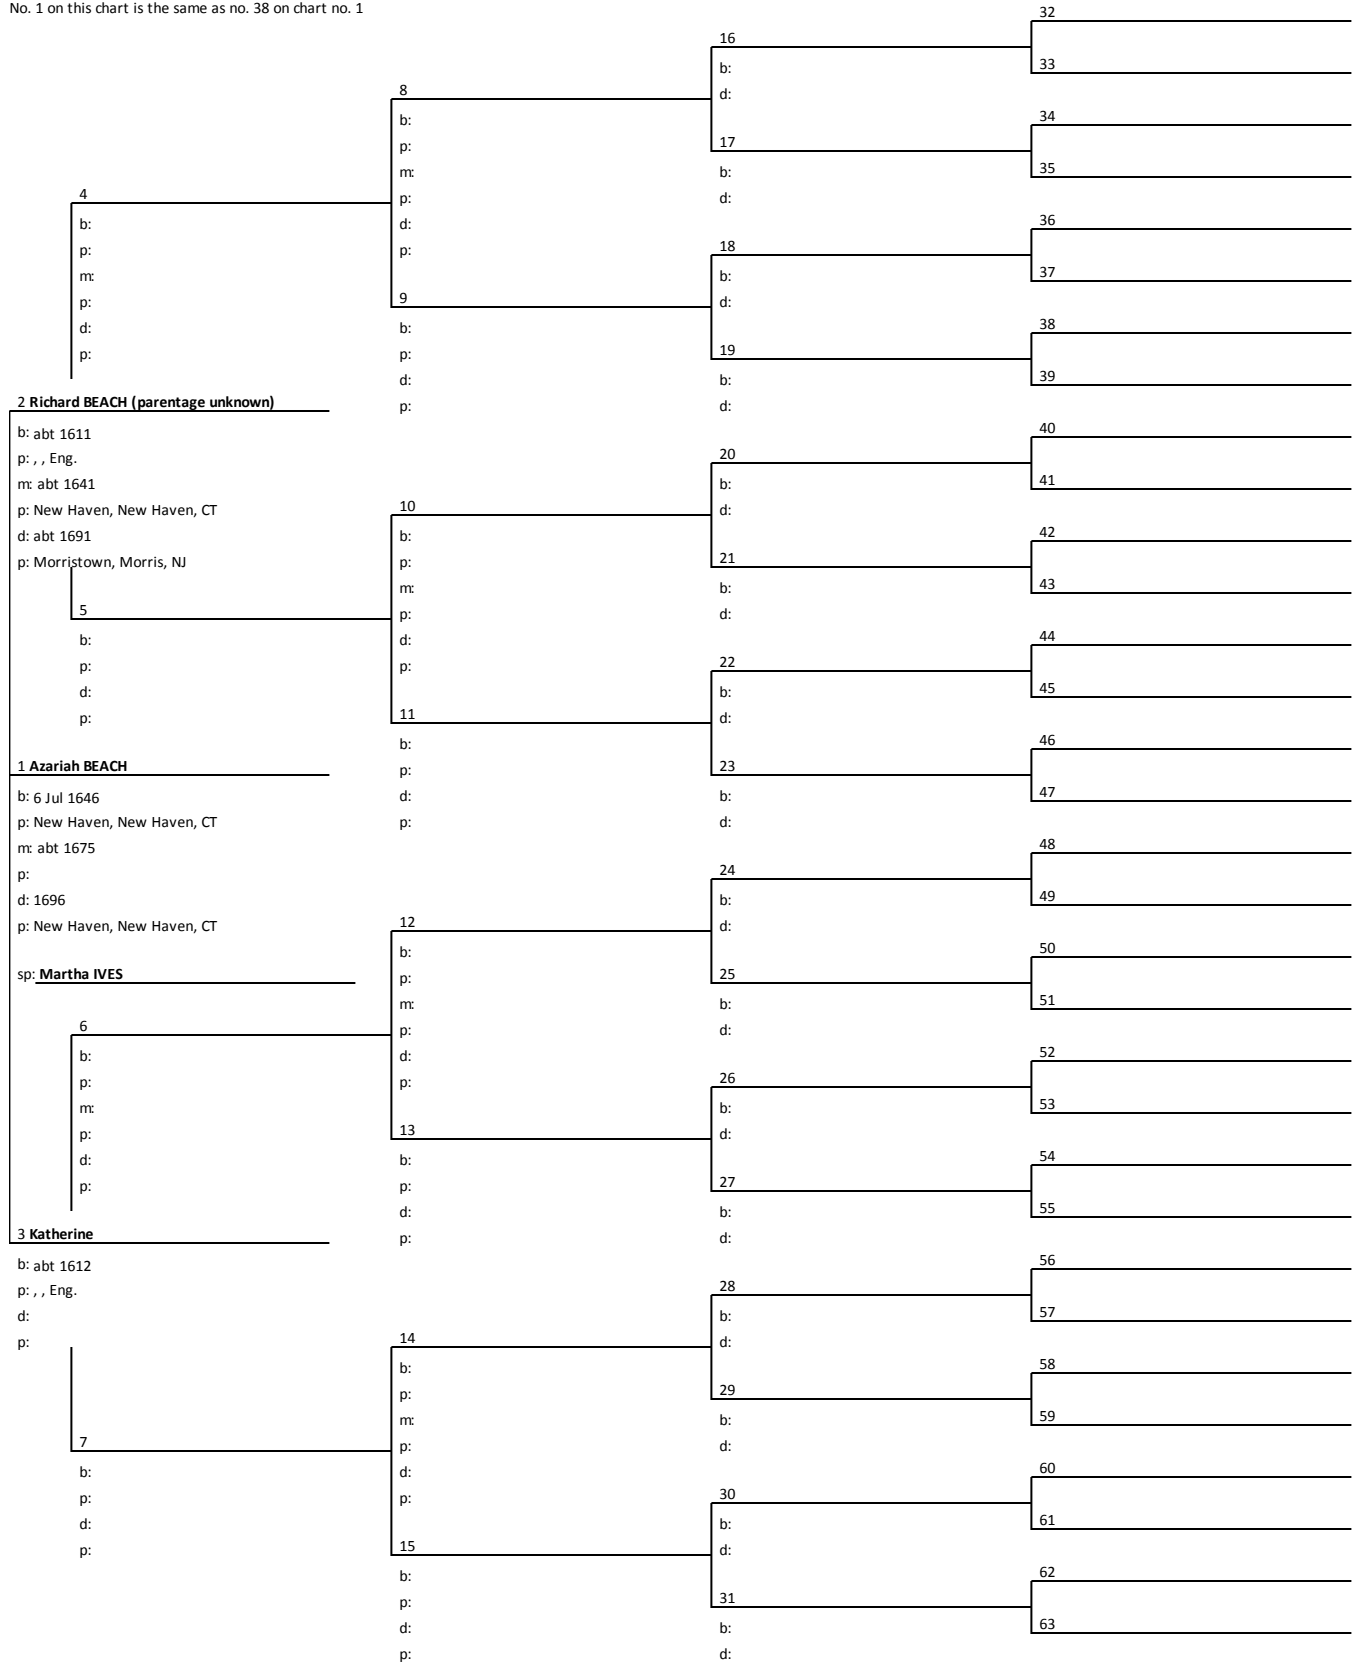 No. 1 on this chart is the same as no. 38 on chart no. 1
4
b:
p:
m:
p:
d:
p:
2 Richard BEACH (parentage unknown)
b: abt 1611
p: , , Eng.
m: abt 1641
p: New Haven, New Haven, CT
d: abt 1691
p: Morristown, Morris, NJ
5
b:
p:
d:
p:
1 Azariah BEACH
b: 6 Jul 1646
p: New Haven, New Haven, CT
m: abt 1675
p:
d: 1696
p: New Haven, New Haven, CT
sp: Martha IVES
6
b:
p:
m:
p:
d:
p:
3 Katherine
b: abt 1612
p: , , Eng.
d:
p:
7
b:
p:
d:
p:
8
b:
p:
m:
p:
d:
p:
9
b:
p:
d:
p:
10
b:
p:
m:
p:
d:
p:
11
b:
p:
d:
p:
12
b:
p:
m:
p:
d:
p:
13
b:
p:
d:
p:
14
b:
p:
m:
p:
d:
p:
15
b:
p:
d:
p:
16
b:
d:
17
b:
d:
18
b:
d:
19
b:
d:
20
b:
d:
21
b:
d:
22
b:
d:
23
b:
d:
24
b:
d:
25
b:
d:
26
b:
d:
27
b:
d:
28
b:
d:
29
b:
d:
30
b:
d:
31
b:
d:
32
33
34
35
36
37
38
39
40
41
42
43
44
45
46
47
48
49
50
51
52
53
54
55
56
57
58
59
60
61
62
63